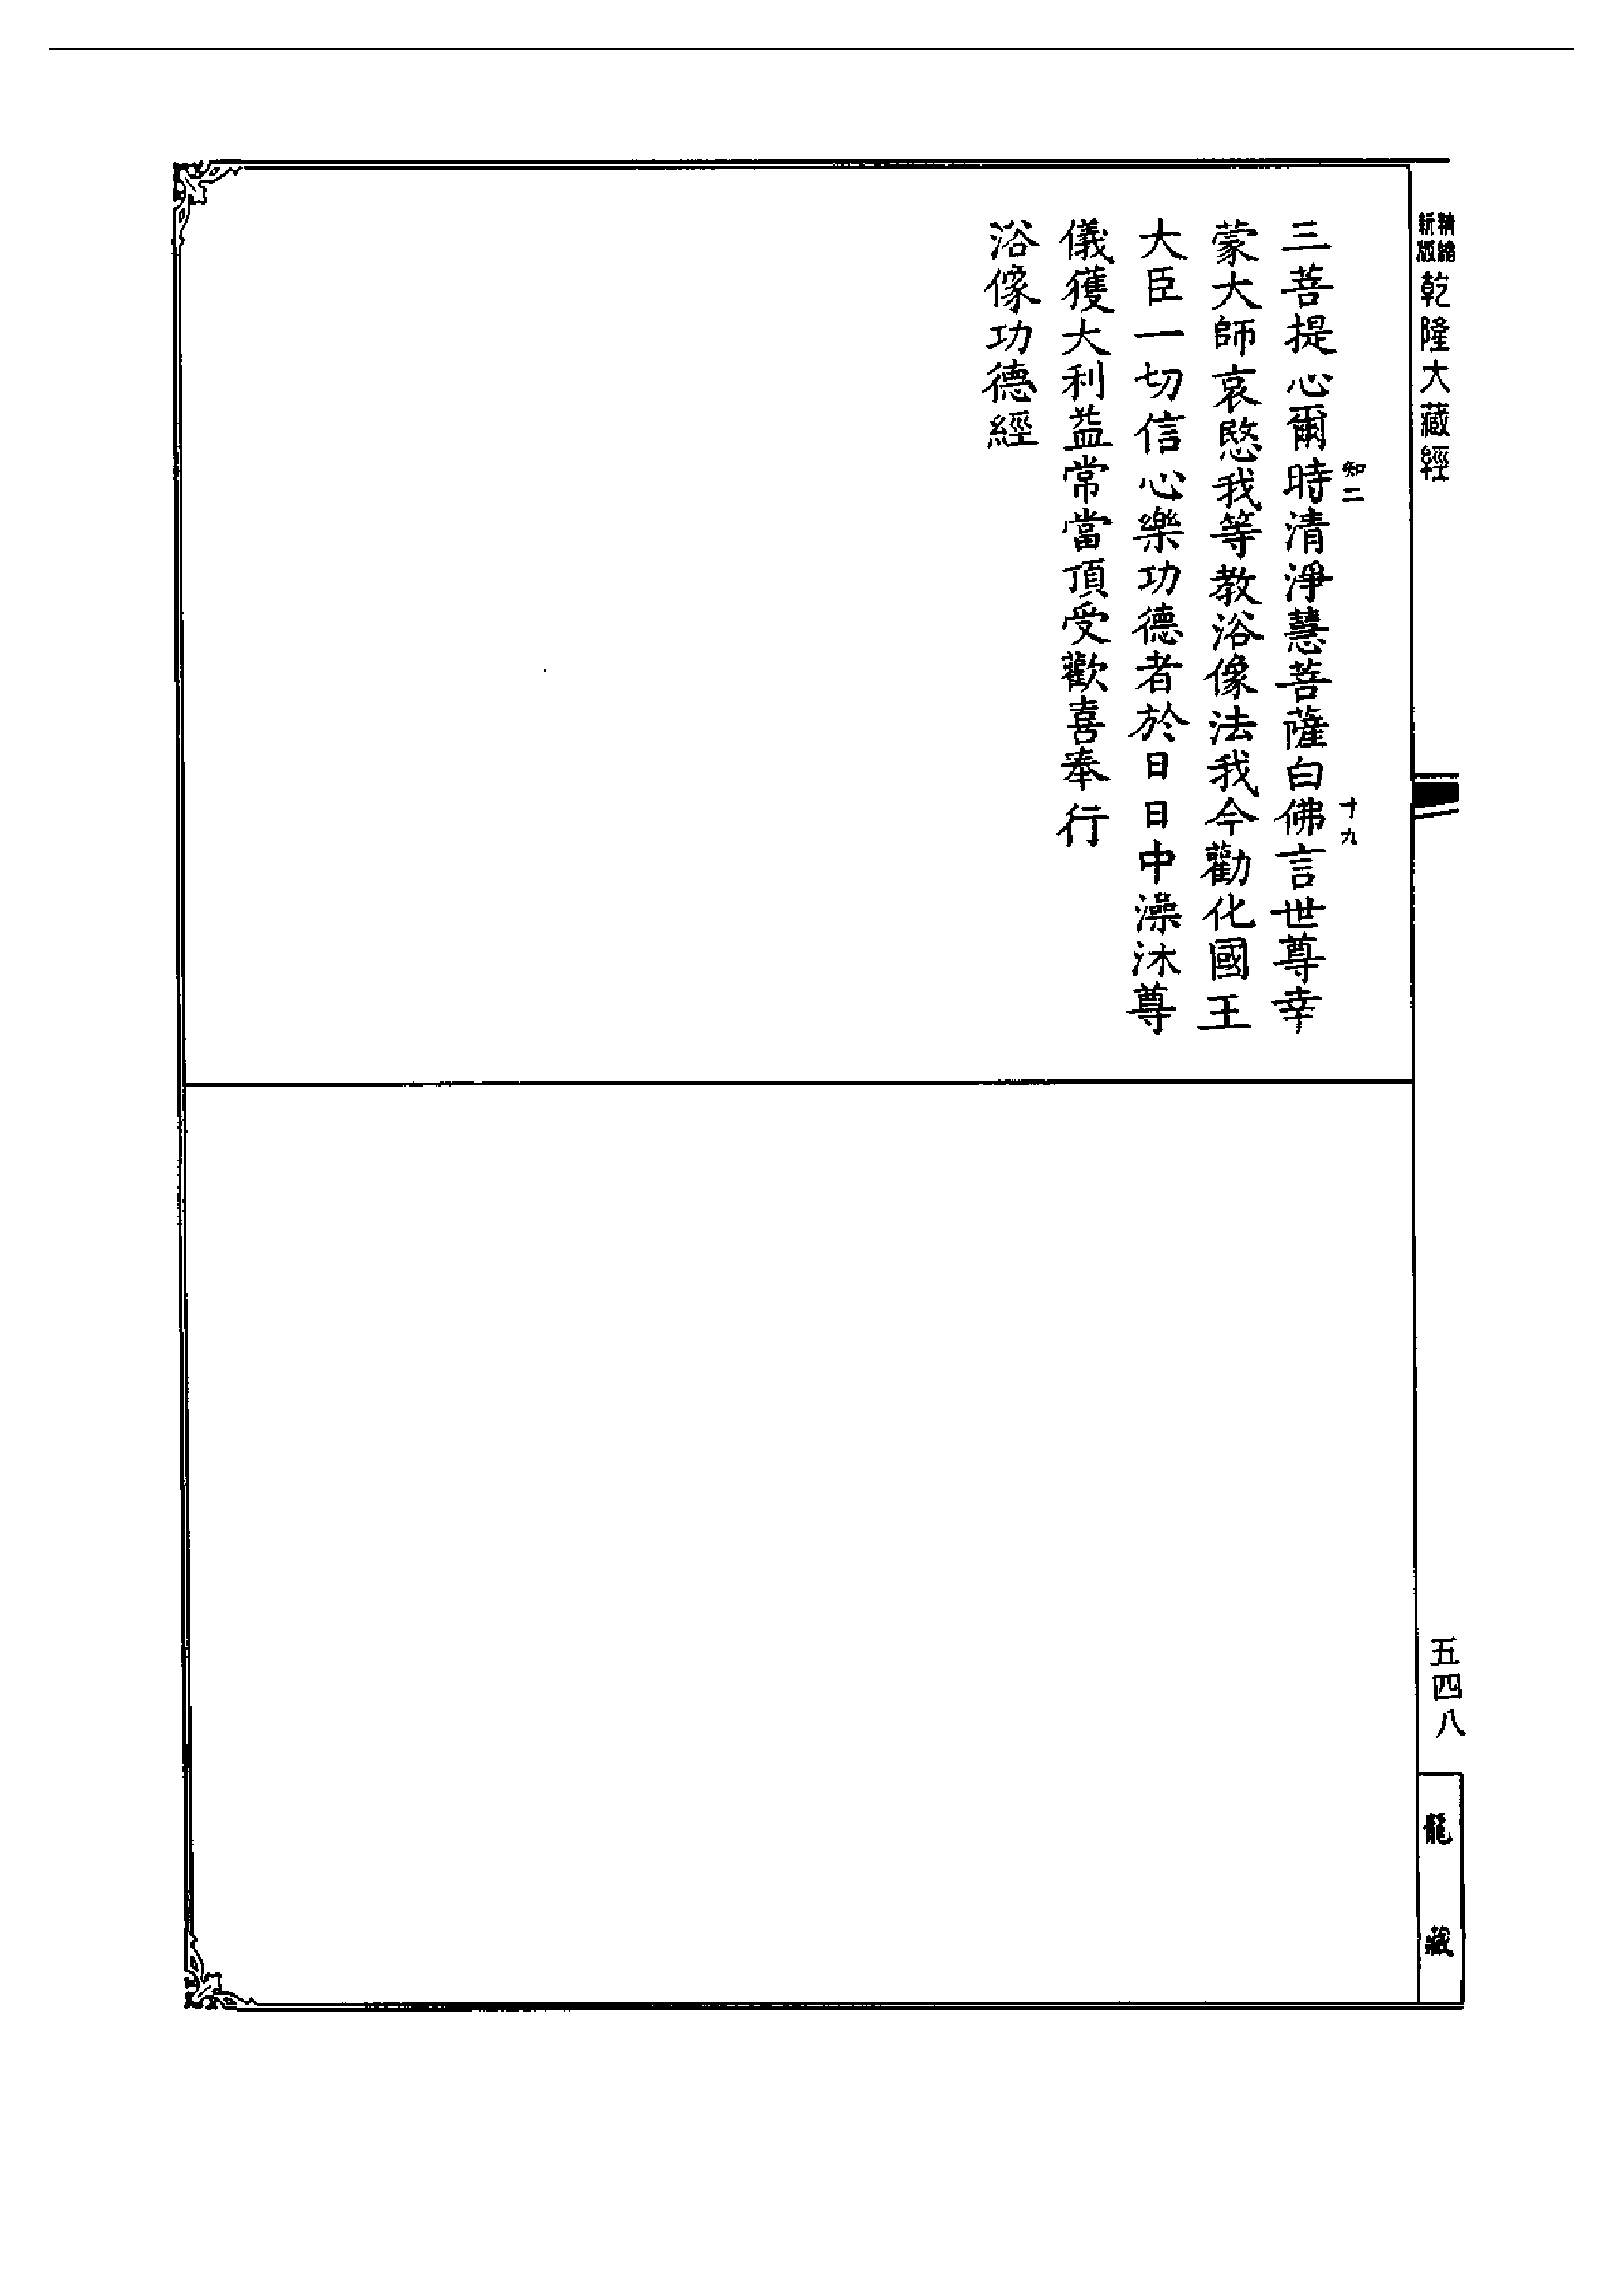 精縮新版乾隆大藏經
五四八
龍藏
知二
十九
三菩提心爾時清淨慧菩薩白佛言世尊幸
蒙大師哀愍我等教浴像法我今勸化國王
大臣一切信心樂功德者於日日中澡沐尊
儀獲大利益常當頂受歡喜奉行
浴像功德經